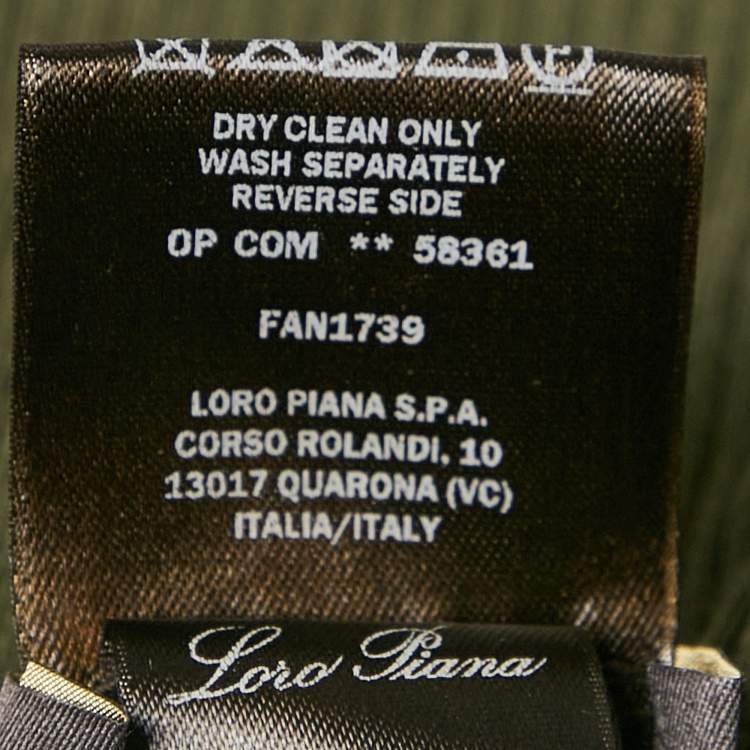 DRY CLEAN ONLY
WASH SEPARATELY
REVERSE SIDE
OP COM ** 58361
FAN1739
LORO PIANA S.P.A.
CORSO ROLANDI, 10
13017 QUARONA (VC)
ITALIA/ITALY
Loro Piana